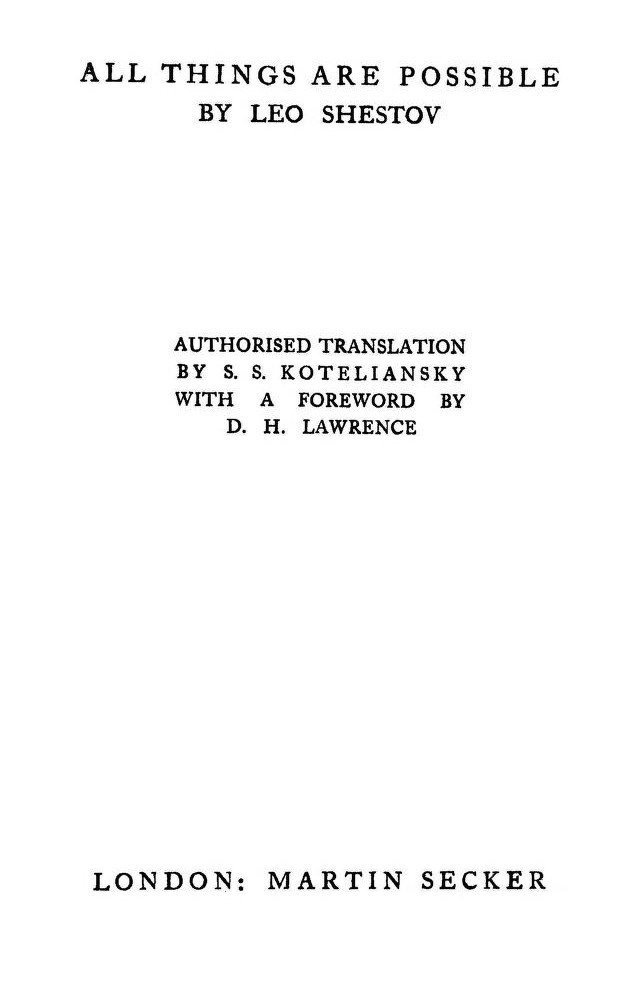 ALL THINGS ARE POSSIBLE
BY LEO SHESTOV
AUTHORISED TRANSLATION
BY S. S. KOTELIANSKY
WITH A FOREWORD BY
D. H. LAWRENCE
LONDON: MARTIN SECKER